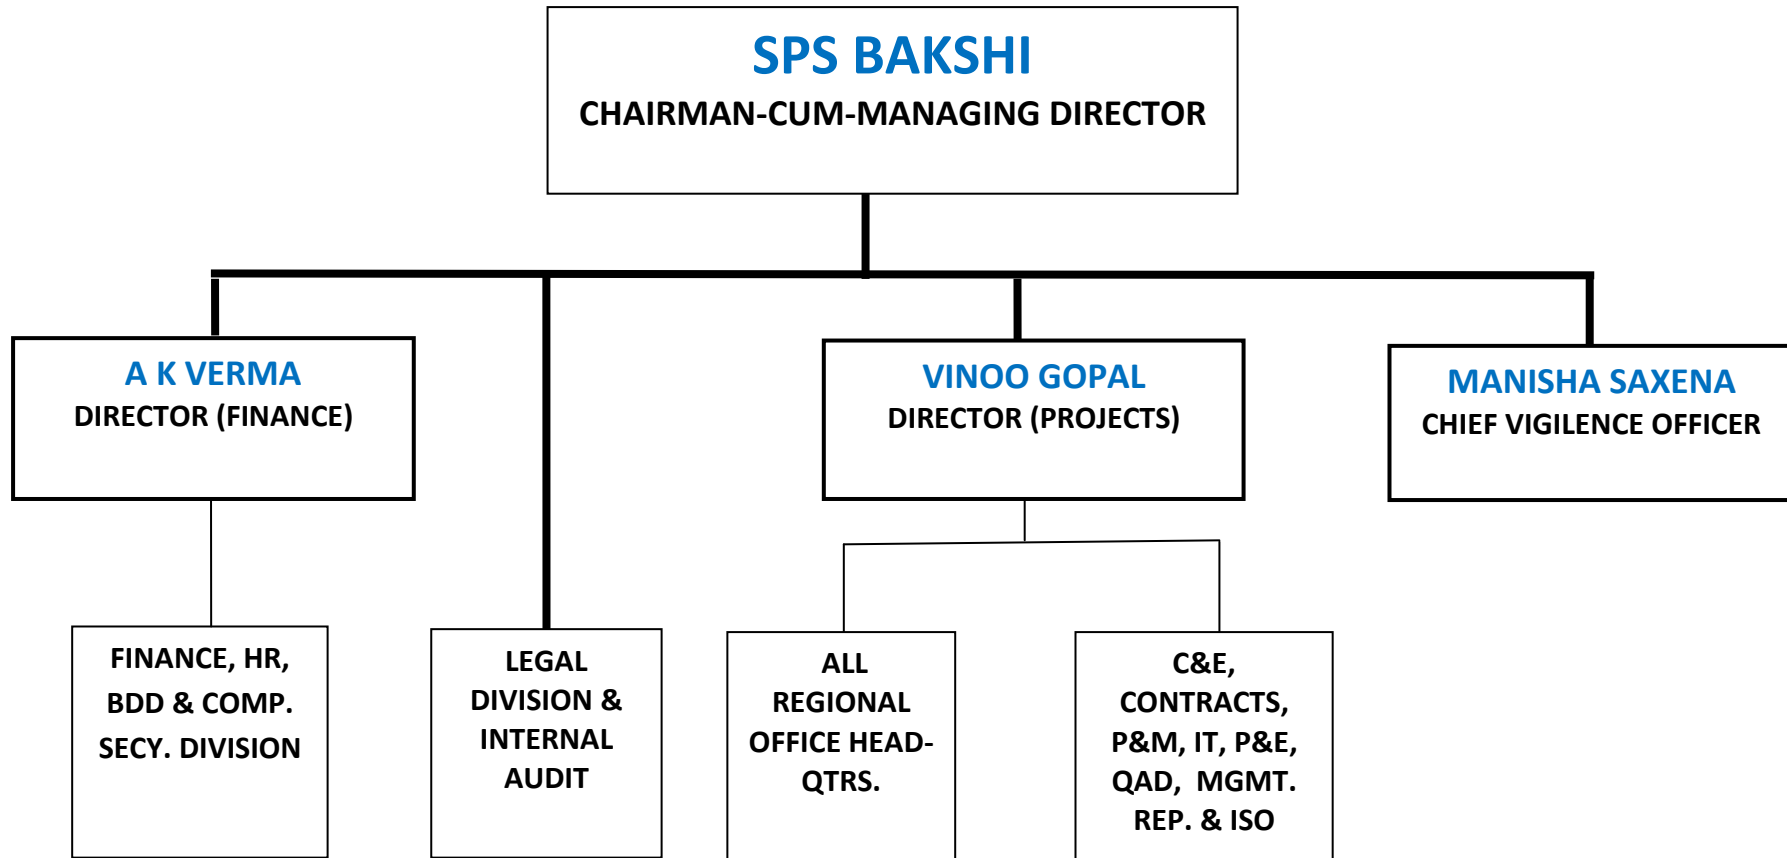 SPS BAKSHI
CHAIRMAN-CUM-MANAGING DIRECTOR
A K VERMA
DIRECTOR (FINANCE)
VINOO GOPAL
DIRECTOR (PROJECTS)
MANISHA SAXENA
CHIEF VIGILENCE OFFICER
FINANCE, HR,
BDD & COMP.
SECY. DIVISION
LEGAL
DIVISION &
INTERNAL
AUDIT
ALL
REGIONAL
OFFICE HEAD-
QTRS.
C&E,
CONTRACTS,
P&M, IT, P&E,
QAD, MGMT.
REP. & ISO